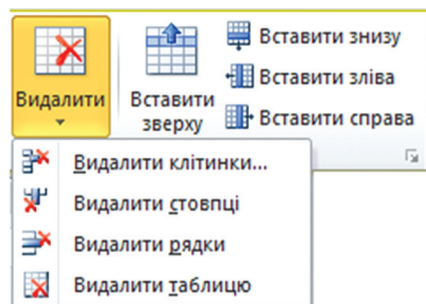 Видалити
Вставити
зверху
Вставити знизу
Вставити зліва
Вставити справа
Видалити клітинки...
Видалити стовпці
Видалити рядки
Видалити таблицю